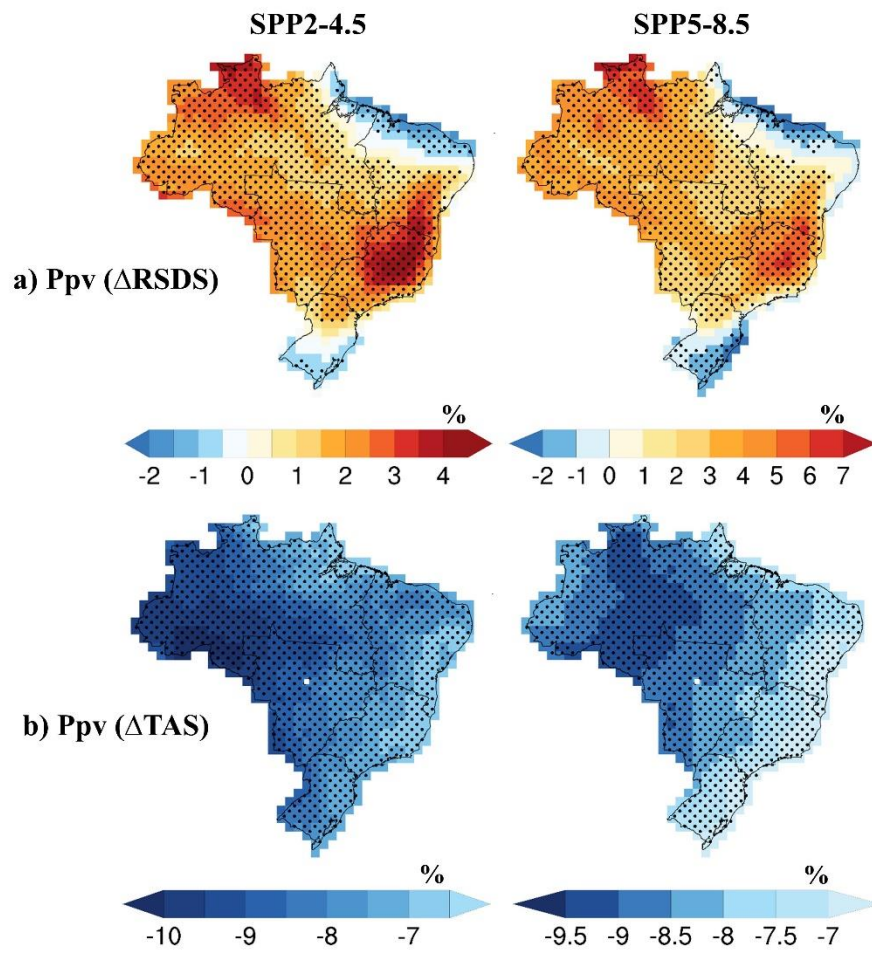 SPP2-4.5 SPP5-8.5
a) Ppv (ΔRSDS)
% %
-2 -1 0 1 2 3 4 -2 -1 0 1 2 3 4 5 6 7
b) Ppv (ΔTAS)
% %
-10 -9 -8 -7 -9.5 -9 -8.5 -8 -7.5 -7